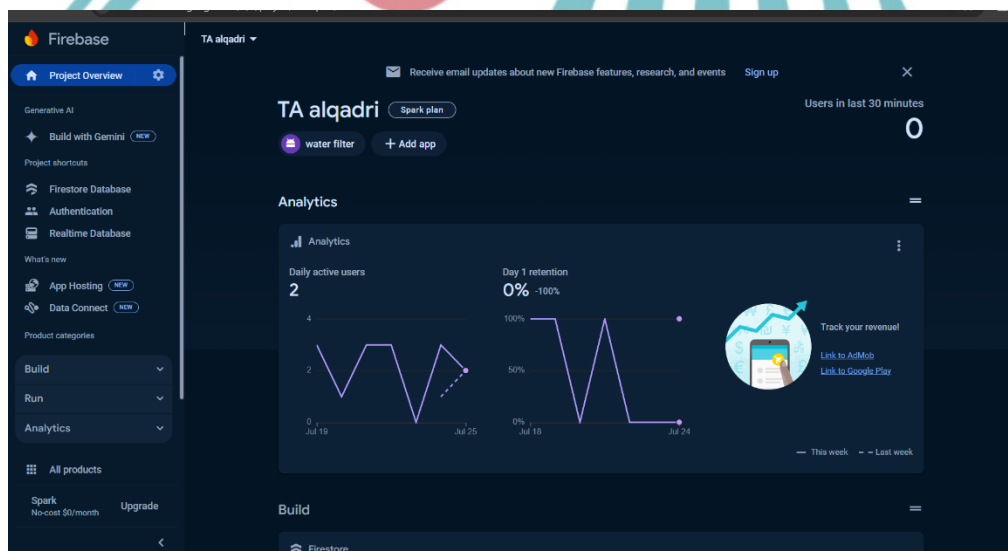 Firebase
TA alqadri
Project Overview
Receive email updates about new Firebase features, research, and events Sign up
Generative AI
Build with Gemini NEW
Project shortcuts
Firestore Database
Authentication
Realtime Database
What's new
App Hosting NEW
Data Connect NEW
Product categories
Build
Run
Analytics
All products
Spark
No-cost $0/month
Upgrade
TA alqadri Spark plan
Users in last 30 minutes
0
water filter
+ Add app
Analytics
Analytics
Daily active users
2
4
2
0
Jul 19
Jul 25
Day 1 retention
0% -100%
100%
50%
0%
Jul 18
Jul 24
Track your revenue!
Link to AdMob
Link to Google Play
This week
Last week
Build
Firestore